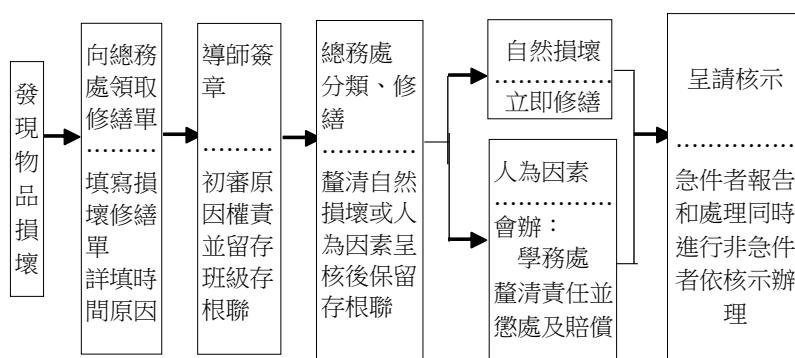 發
現
物
品
損
壞
向總務
處領取
修繕單
………………
填寫損
壞修繕
單
詳填時
間原因
導師簽
章
………………
初審原
因權責
並留存
班級存
根聯
總務處
分類、修
繕
………………
釐清自然
損壞或人
為因素呈
核後保留
存根聯
自然損壞
………………
立即修繕
人為因素
………………
會辦：
學務處
釐清責任並
懲處及賠償
呈請核示
………………
急件者報告
和處理同時
進行非急件
者依核示辦
理